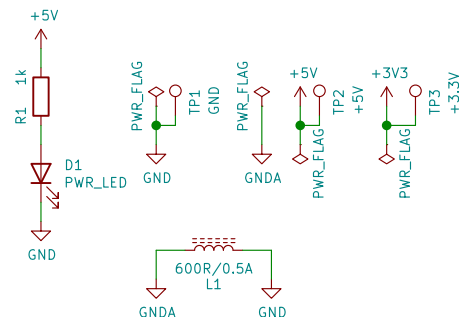 +5V
R1
1k
D1
PWR_LED
GND
PWR_FLAG
TP1
GND
GND
PWR_FLAG
GNDA
+5V
TP2
+5V
PWR_FLAG
+3V3
TP3
+3.3V
PWR_FLAG
600R/0.5A
L1
GNDA
GND